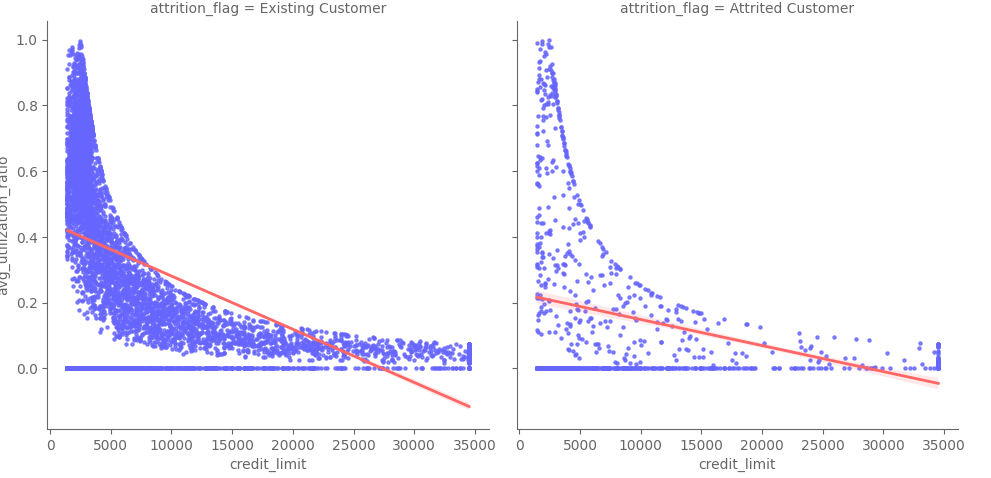 attrition_flag = Existing Customer
attrition_flag = Attrited Customer
avg_utilization_ratio
1.0
0.8
0.6
0.4
0.2
0.0
0 5000 10000 15000 20000 25000 30000 35000
0 5000 10000 15000 20000 25000 30000 35000
credit_limit
credit_limit